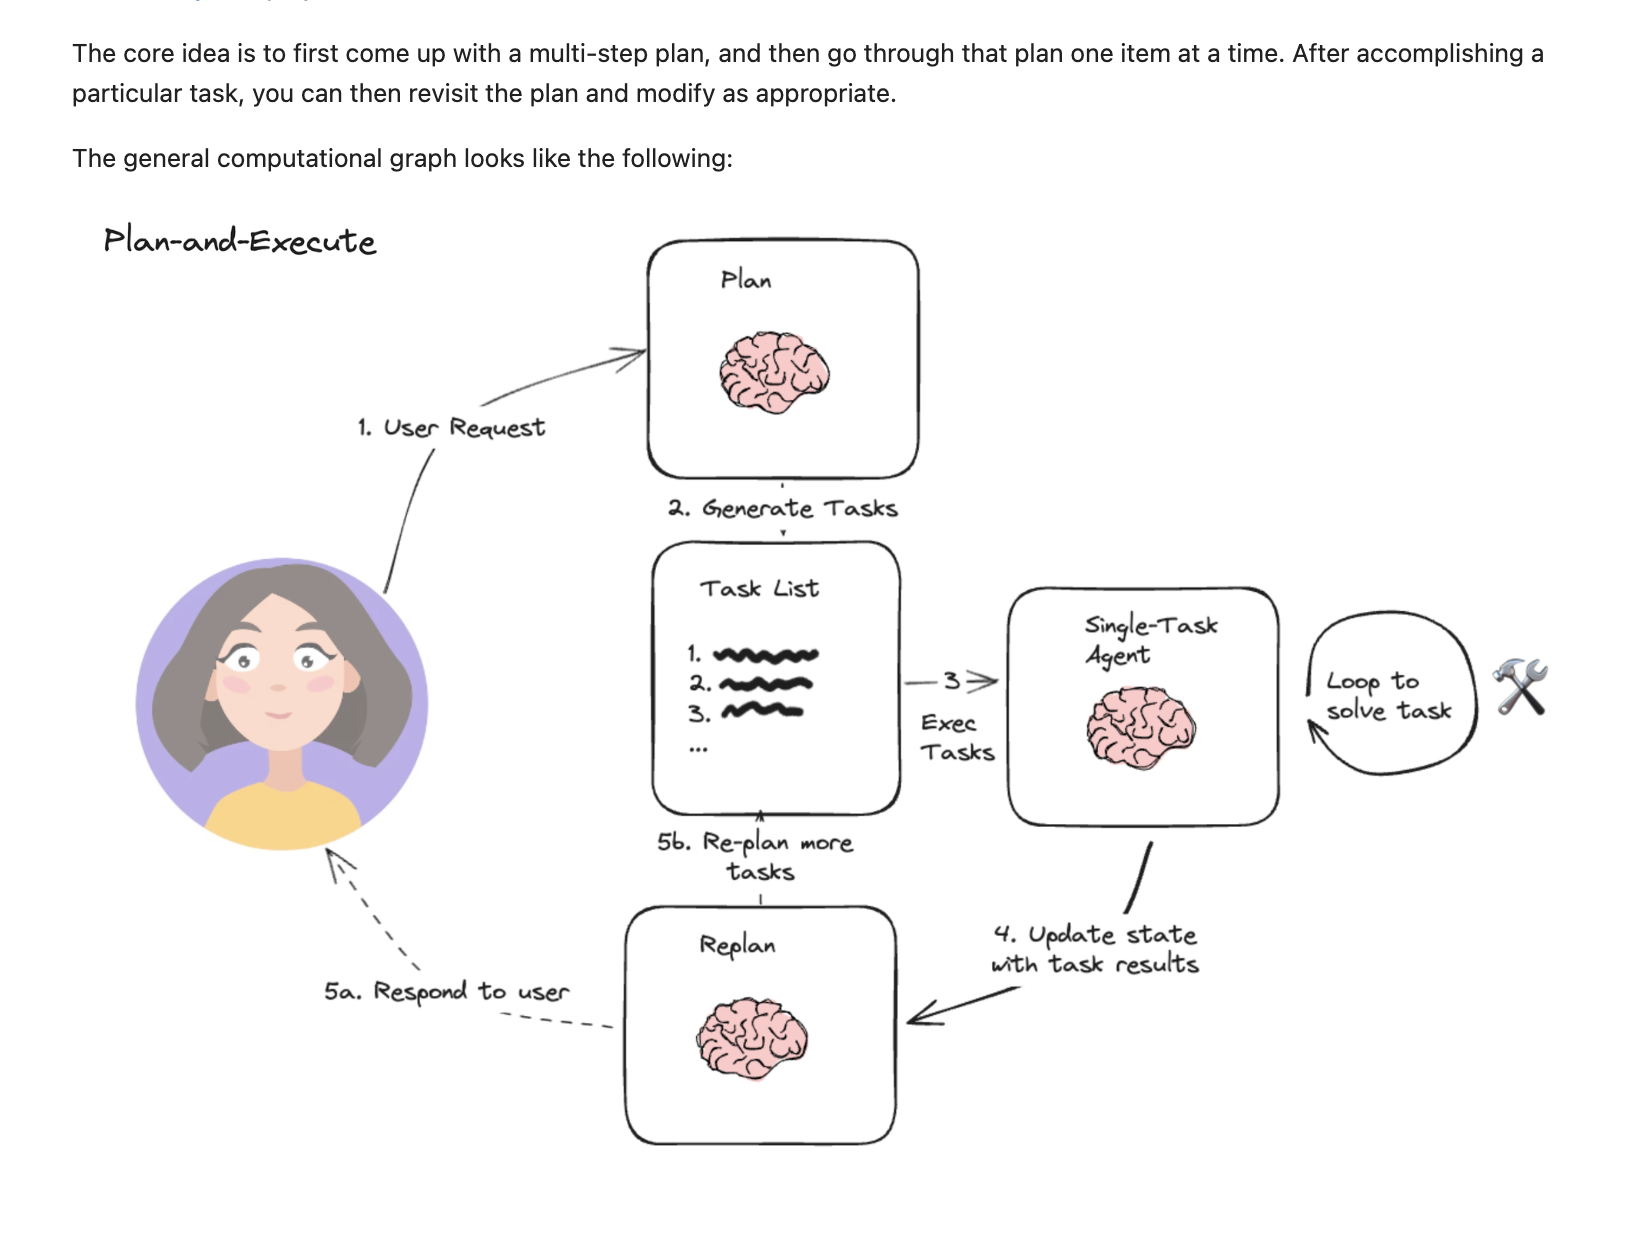 The core idea is to first come up with a multi-step plan, and then go through that plan one item at a time. After accomplishing a
particular task, you can then revisit the plan and modify as appropriate.
The general computational graph looks like the following:
Plan-and-Execute
Plan
1. User Request
2. Generate Tasks
Task List
1.
2.
3.
...
3
Exec
Tasks
Single-Task
Agent
Loop to
solve task
5b. Re-plan more
tasks
4. Update state
with task results
Replan
5a. Respond to user